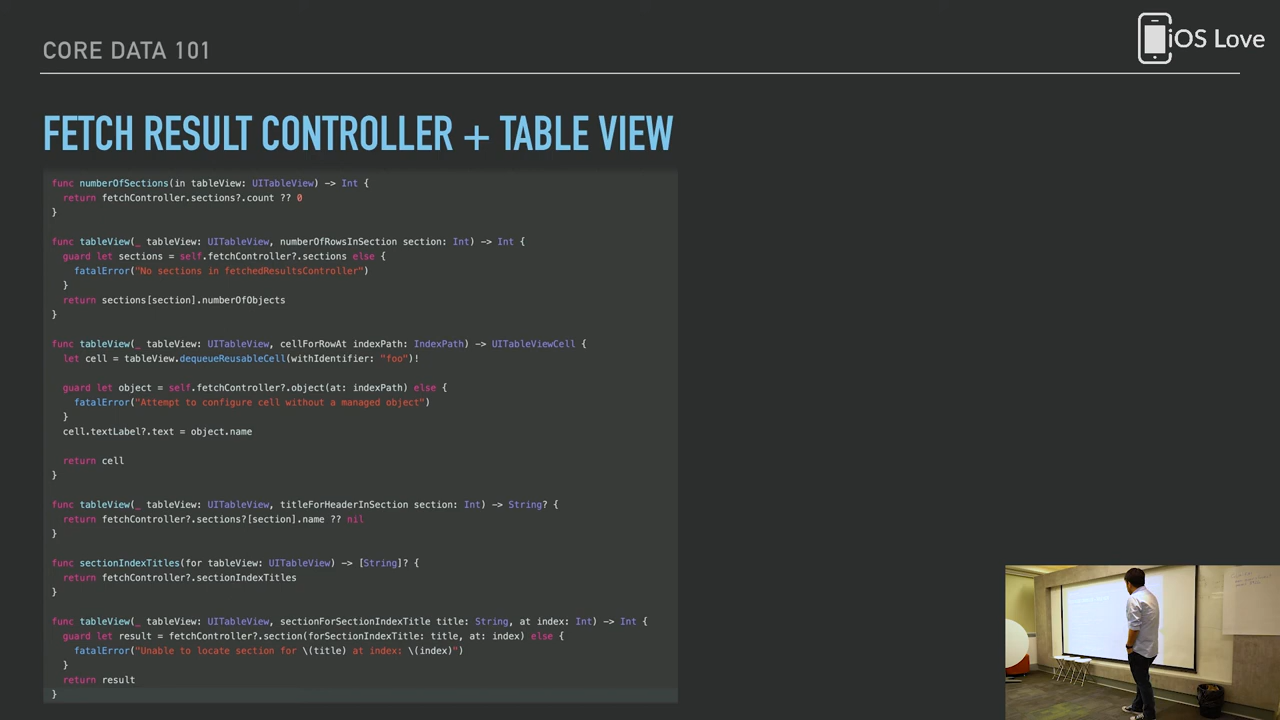 CORE DATA 101
iOS Love
FETCH RESULT CONTROLLER + TABLE VIEW
func numberOfSections(in tableView: UITableView) -> Int {
  return fetchController.sections?.count ?? 0
}
func tableView(_ tableView: UITableView, numberOfRowsInSection section: Int) -> Int {
  guard let sections = self.fetchController?.sections else {
    fatalError("No sections in fetchedResultsController")
  }
  return sections[section].numberOfObjects
}
func tableView(_ tableView: UITableView, cellForRowAt indexPath: IndexPath) -> UITableViewCell {
  let cell = tableView.dequeueReusableCell(withIdentifier: "foo")!
  guard let object = self.fetchController?.object(at: indexPath) else {
    fatalError("Attempt to configure cell without a managed object")
  }
  cell.textLabel?.text = object.name
  return cell
}
func tableView(_ tableView: UITableView, titleForHeaderInSection section: Int) -> String? {
  return fetchController?.sections?[section].name ?? nil
}
func sectionIndexTitles(for tableView: UITableView) -> [String]? {
  return fetchController?.sectionIndexTitles
}
func tableView(_ tableView: UITableView, sectionForSectionIndexTitle title: String, at index: Int) -> Int {
  guard let result = fetchController?.section(forSectionIndexTitle: title, at: index) else {
    fatalError("Unable to locate section for \(title) at index: \(index)")
  }
  return result
}